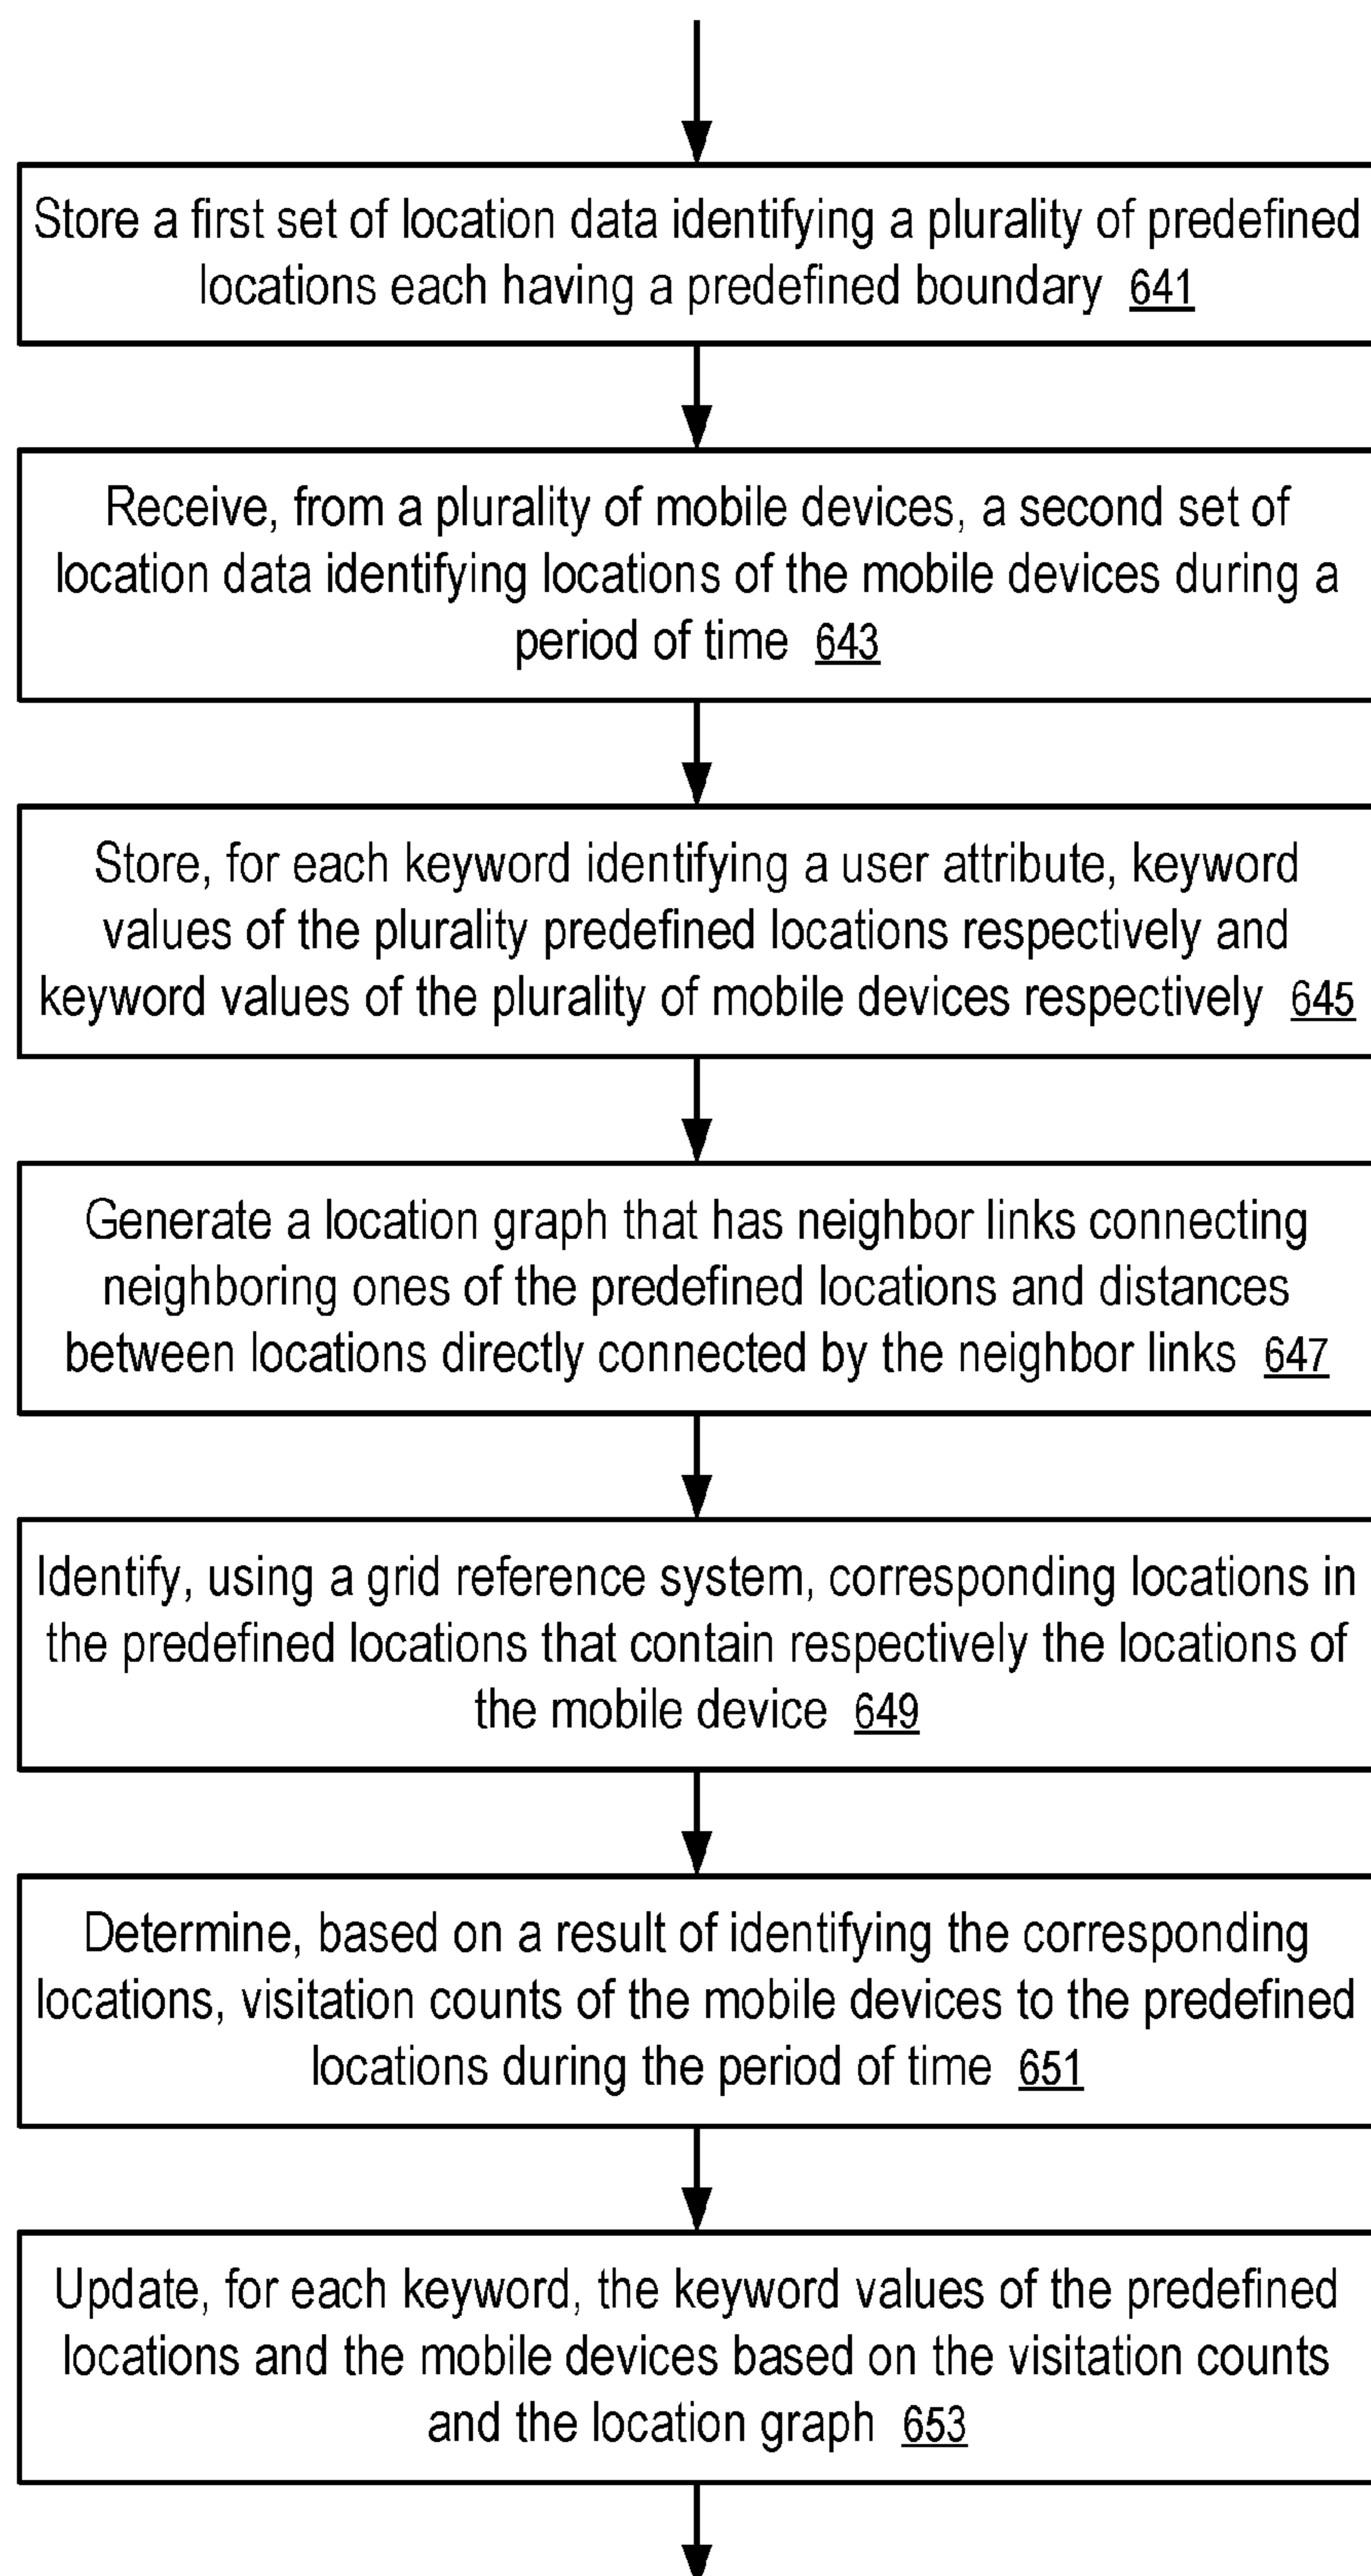 Store a first set of location data identifying a plurality of predefined
locations each having a predefined boundary 641
Receive, from a plurality of mobile devices, a second set of
location data identifying locations of the mobile devices during a
period of time 643
Store, for each keyword identifying a user attribute, keyword
values of the plurality predefined locations respectively and
keyword values of the plurality of mobile devices respectively 645
Generate a location graph that has neighbor links connecting
neighboring ones of the predefined locations and distances
between locations directly connected by the neighbor links 647
Identify, using a grid reference system, corresponding locations in
the predefined locations that contain respectively the locations of
the mobile device 649
Determine, based on a result of identifying the corresponding
locations, visitation counts of the mobile devices to the predefined
locations during the period of time 651
Update, for each keyword, the keyword values of the predefined
locations and the mobile devices based on the visitation counts
and the location graph 653